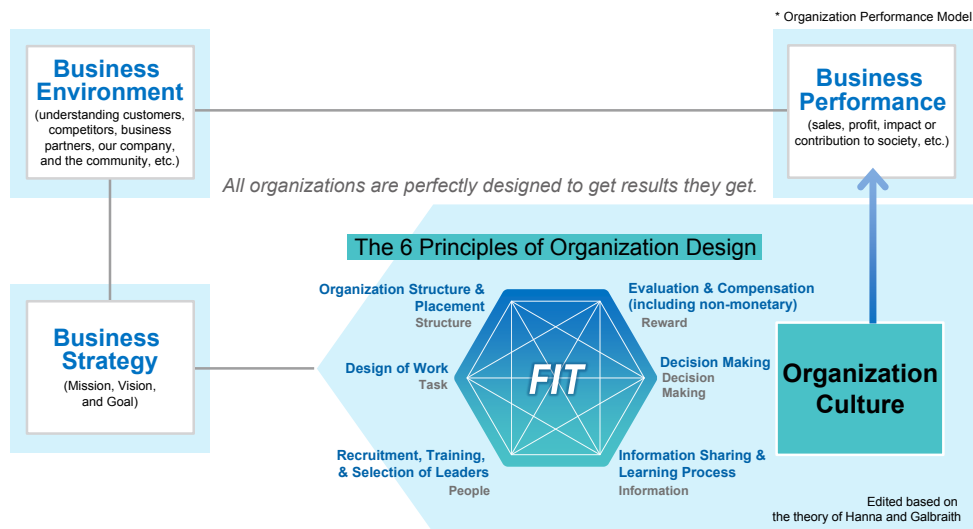 * Organization Performance Model
Business
Environment
(understanding customers,
competitors, business
partners, our company,
and the community, etc.)
Business
Performance
(sales, profit, impact or
contribution to society, etc.)
All organizations are perfectly designed to get results they get.
The 6 Principles of Organization Design
Organization Structure &
Placement
Structure
Evaluation & Compensation
(including non-monetary)
Reward
Business
Strategy
(Mission, Vision,
and Goal)
Design of Work
Task
FIT
Decision Making
Decision
Making
Organization
Culture
Recruitment, Training,
& Selection of Leaders
People
Information Sharing &
Learning Process
Information
Edited based on
the theory of Hanna and Galbraith